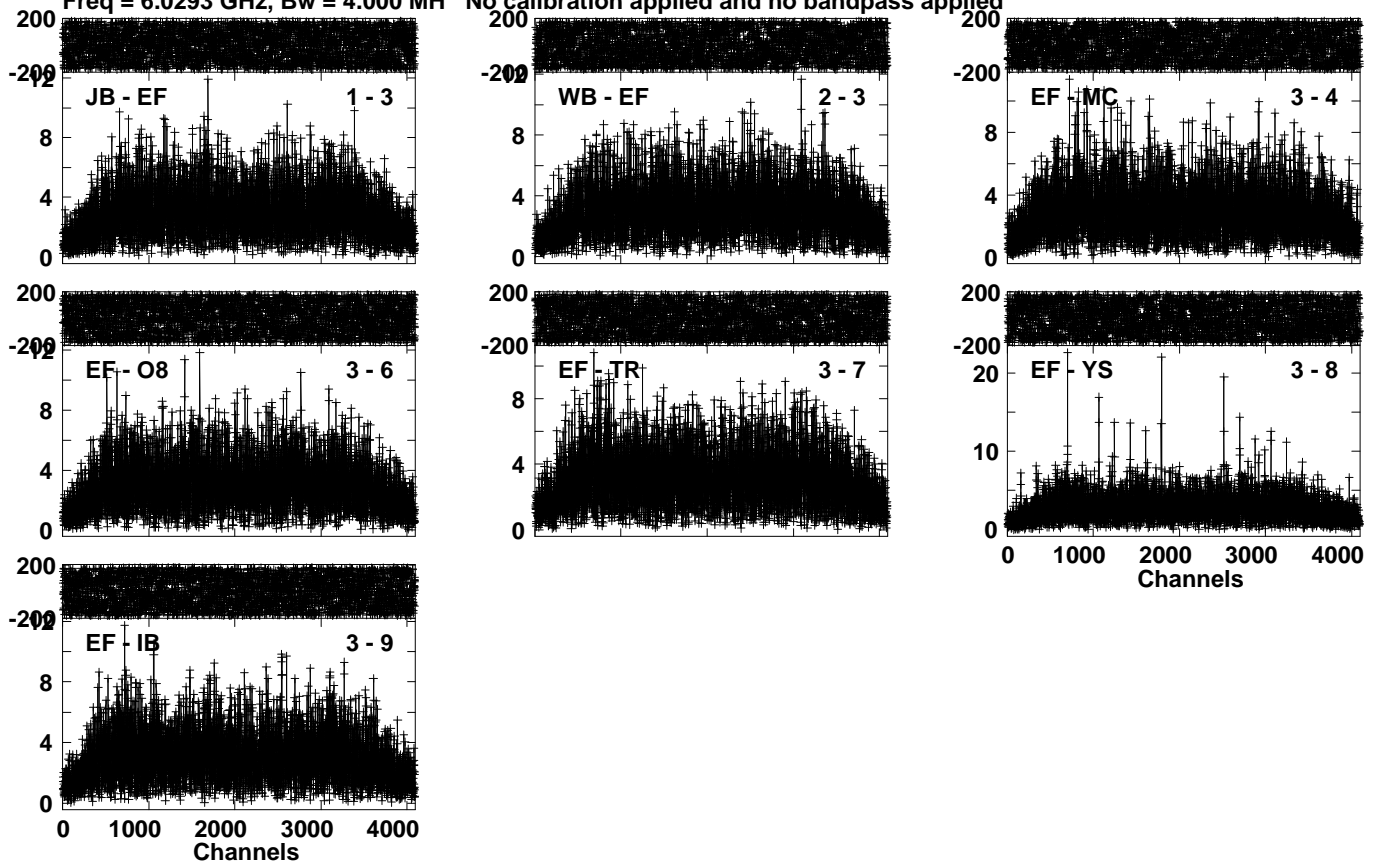 Freq = 6.0293 GHz, Bw = 4.000 MH No calibration applied and no bandpass applied
200 200 200
-200 -200 -200
12 12
JB - EF 1 - 3 WB - EF 2 - 3 EF - MC 3 - 4
8 8 8
4 4 4
0 0 0
200 200 200
-200 -200 -200
12
EF - O8 3 - 6 EF - TR 3 - 7 EF - YS 3 - 8
8 8 20
4 4 10
0 0 0
0 1000 2000 3000 4000
Channels
200
-200
12
EF - IB 3 - 9
8
4
0
0 1000 2000 3000 4000
Channels